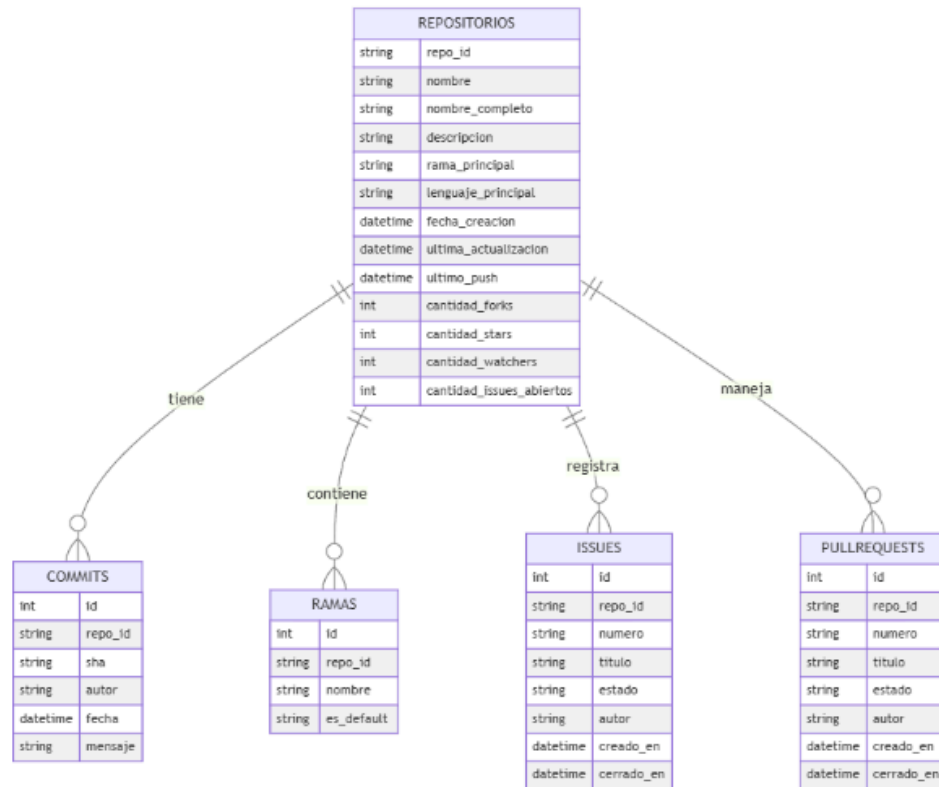 REPOSITORIOS
string repo_id
string nombre
string nombre_completo
string descripcion
string rama_principal
string lenguaje_principal
datetime fecha_creacion
datetime ultima_actualizacion
datetime ultimo_push
int cantidad_forks
int cantidad_stars
int cantidad_watchers
int cantidad_issues_abiertos
tiene
contiene
registra
maneja
COMMITS
int id
string repo_id
string sha
string autor
datetime fecha
string mensaje
RAMAS
int id
string repo_id
string nombre
string es_default
ISSUES
int id
string repo_id
string numero
string titulo
string estado
string autor
datetime creado_en
datetime cerrado_en
PULLREQUESTS
int id
string repo_id
string numero
string titulo
string estado
string autor
datetime creado_en
datetime cerrado_en